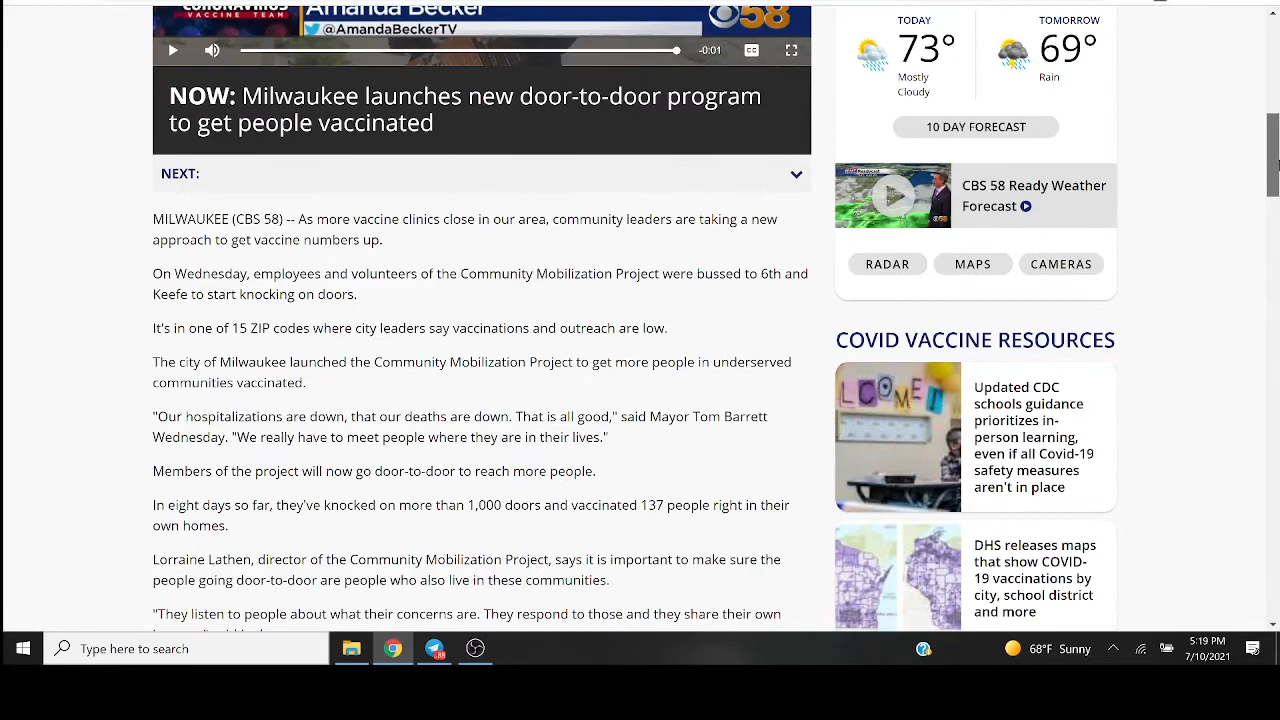 CORONAVIRUS
VACCINE TEAM
Amanda Becker
@AmandaBeckerTV
58
-0:01
CC
NOW: Milwaukee launches new door-to-door program
to get people vaccinated
NEXT:
MILWAUKEE (CBS 58) -- As more vaccine clinics close in our area, community leaders are taking a new
approach to get vaccine numbers up.
On Wednesday, employees and volunteers of the Community Mobilization Project were bussed to 6th and
Keefe to start knocking on doors.
It's in one of 15 ZIP codes where city leaders say vaccinations and outreach are low.
The city of Milwaukee launched the Community Mobilization Project to get more people in underserved
communities vaccinated.
"Our hospitalizations are down, that our deaths are down. That is all good," said Mayor Tom Barrett
Wednesday. "We really have to meet people where they are in their lives."
Members of the project will now go door-to-door to reach more people.
In eight days so far, they've knocked on more than 1,000 doors and vaccinated 137 people right in their
own homes.
Lorraine Lathen, director of the Community Mobilization Project, says it is important to make sure the
people going door-to-door are people who also live in these communities.
"They listen to people about what their concerns are. They respond to those and they share their own
TODAY
73°
Mostly
Cloudy
TOMORROW
69°
Rain
10 DAY FORECAST
CBS 58 Ready Weather
Forecast
RADAR
MAPS
CAMERAS
COVID VACCINE RESOURCES
Updated CDC
schools guidance
prioritizes in-
person learning,
even if all Covid-19
safety measures
aren't in place
DHS releases maps
that show COVID-
19 vaccinations by
city, school district
and more
Type here to search
68°F Sunny
5:19 PM
7/10/2021